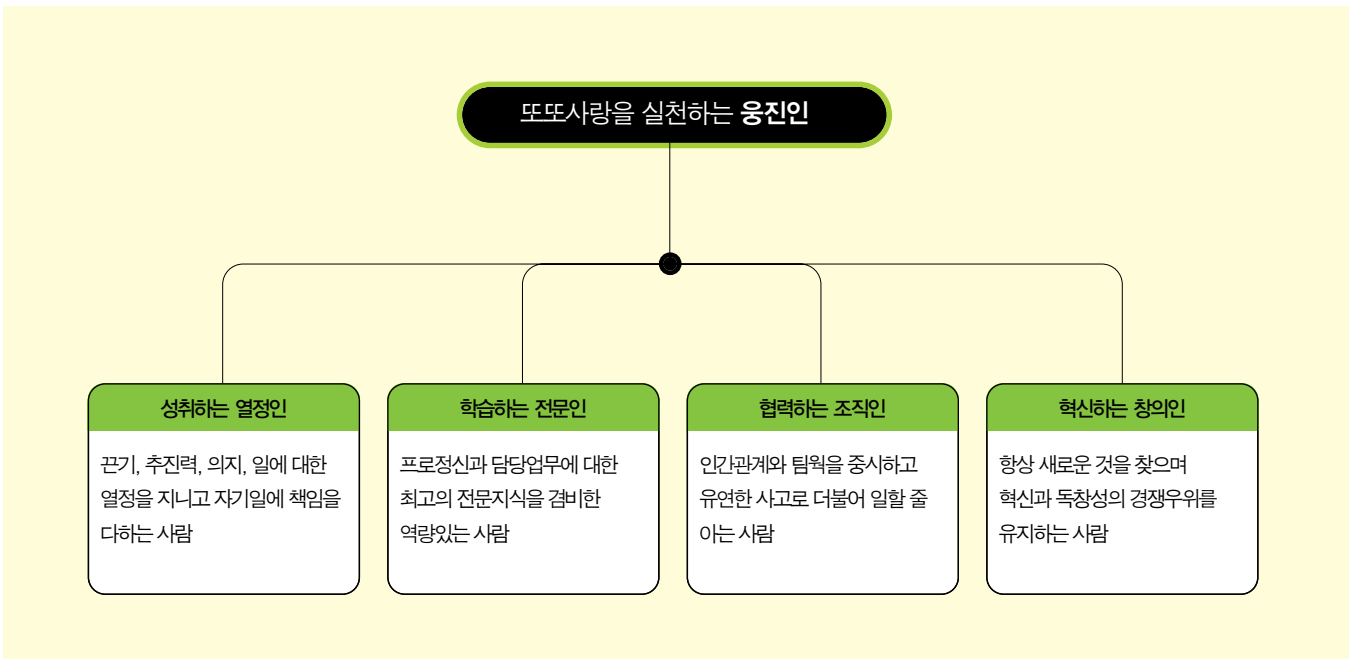 또또사랑을 실천하는 웅진인
성취하는 열정인
끈기, 추진력, 의지, 일에 대한
열정을 지니고 자기일에 책임을
다하는 사람
학습하는 전문인
프로정신과 담당업무에 대한
최고의 전문지식을 겸비한
역량있는 사람
협력하는 조직인
인간관계와 팀웍을 중시하고
유연한 사고로 더불어 일할 줄
아는 사람
혁신하는 창의인
항상 새로운 것을 찾으며
혁신과 독창성의 경쟁우위를
유지하는 사람